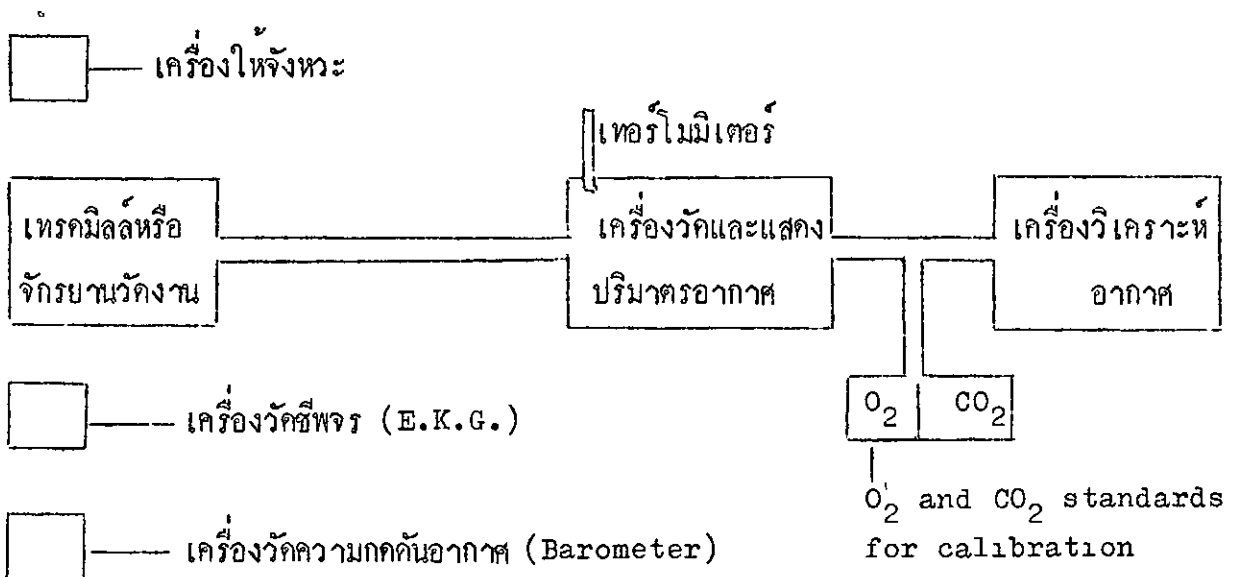 เครื่องให้จังหวะ
เทอร์โมมิเตอร์
เทรดมิลล์หรือ
จักรยานวัดงาน
เครื่องวัดและแสดง
ปริมาตรอากาศ
เครื่องวิเคราะห์
อากาศ
เครื่องวัดชีพจร (E.K.G.)
O₂ CO₂
O₂ and CO₂ standards
for calibration
เครื่องวัดความกดดันอากาศ (Barometer)